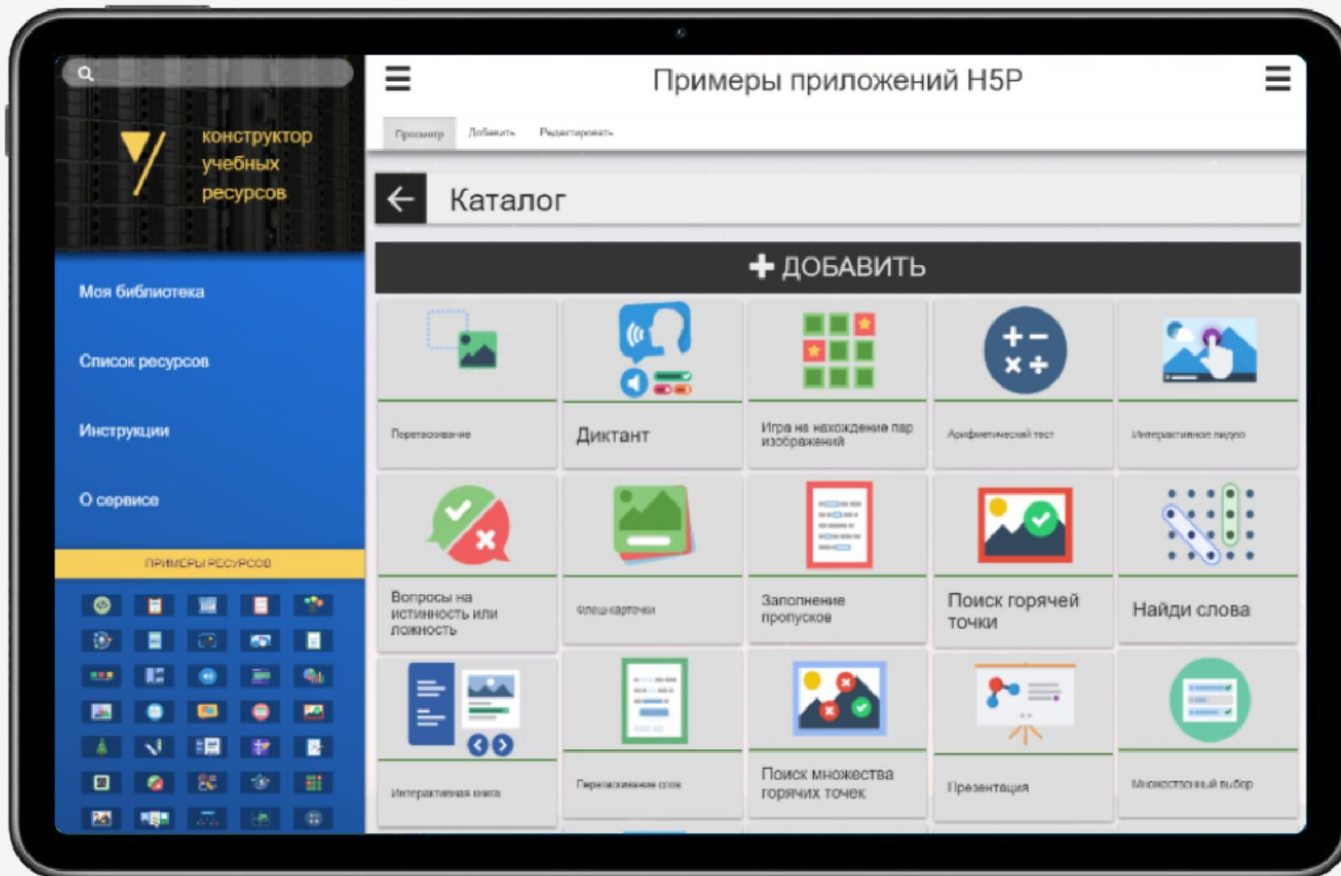 конструктор
учебных
ресурсов
Моя библиотека
Список ресурсов
Инструкции
О сервисе
ПРИМЕРЫ РЕСУРСОВ
Примеры приложений H5P
Просмотр Добавить Редактировать
Каталог
ДОБАВИТЬ
Перетаскивание
Диктант
Игра на нахождение пар
изображений
Арифметический тест
Интерактивное видео
Вопросы на
истинность или
ложность
Флеш-карточки
Заполнение
пропусков
Поиск горячей
точки
Найди слова
Интерактивная книга
Перетаскивание слов
Поиск множества
горячих точек
Презентация
Множественный выбор